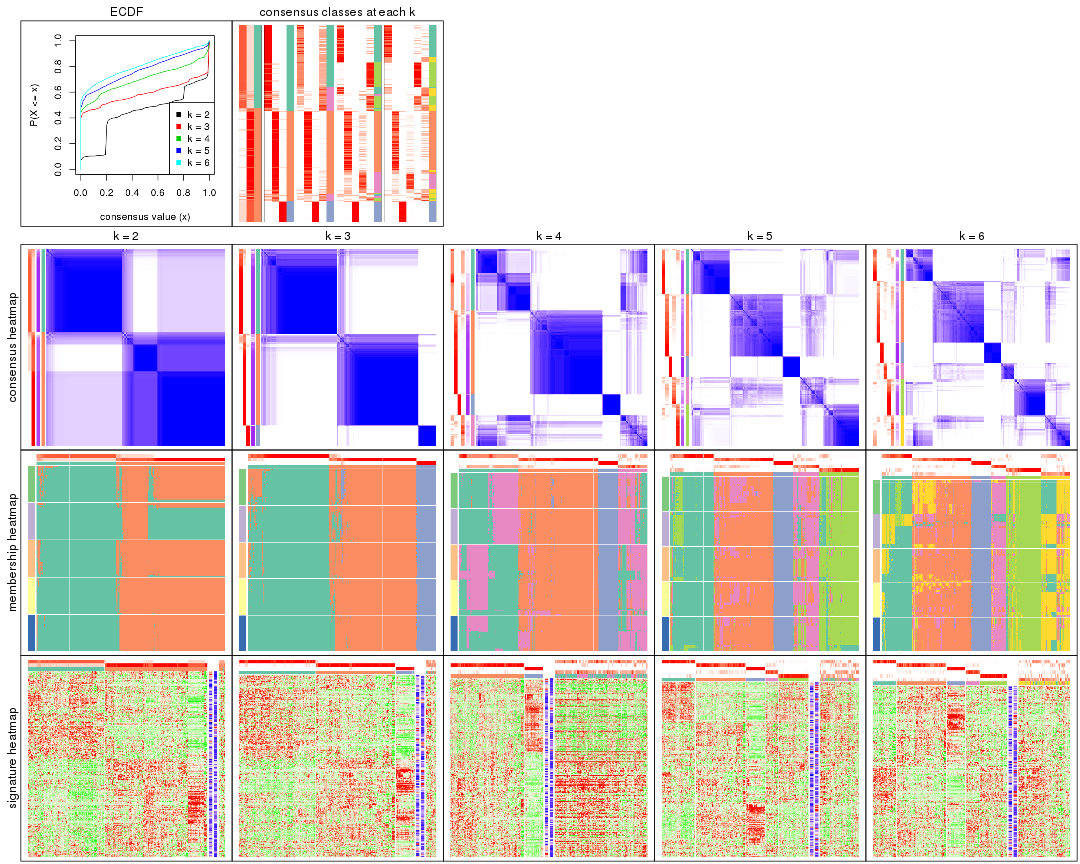 ECDF
consensus classes at each k
P(X <= x)
0.0 0.2 0.4 0.6 0.8 1.0
k = 2
k = 3
k = 4
k = 5
k = 6
0.0 0.2 0.4 0.6 0.8 1.0
consensus value (x)
k = 2
k = 3
k = 4
k = 5
k = 6
consensus heatmap
membership heatmap
signature heatmap